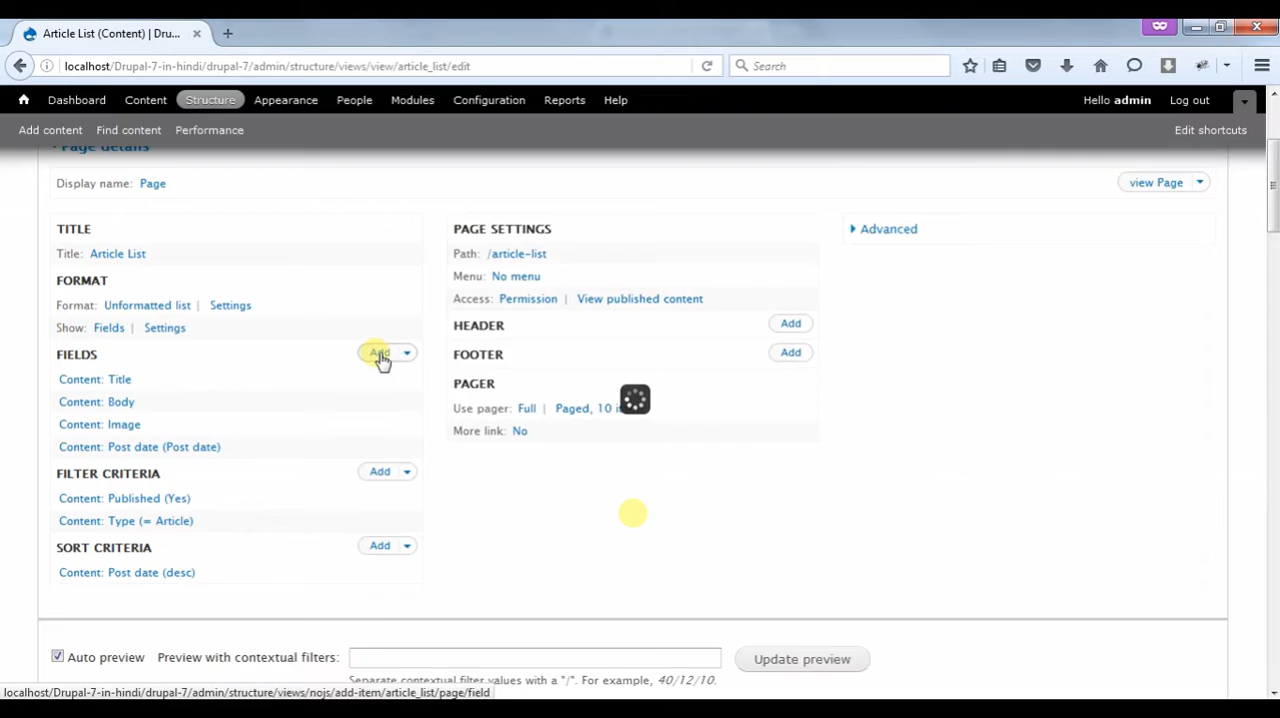 Article List (Content) | Dru...
localhost/Drupal-7-in-hindi/drupal-7/admin/structure/views/view/article_list/edit
Search
Dashboard Content Structure Appearance People Modules Configuration Reports Help
Hello admin Log out
Add content Find content Performance
Edit shortcuts
Page details
Display name: Page
view Page
TITLE
Title: Article List
FORMAT
Format: Unformatted list | Settings
Show: Fields | Settings
FIELDS Add
Content: Title
Content: Body
Content: Image
Content: Post date (Post date)
FILTER CRITERIA Add
Content: Published (Yes)
Content: Type (= Article)
SORT CRITERIA Add
Content: Post date (desc)
PAGE SETTINGS
Path: /article-list
Menu: No menu
Access: Permission | View published content
HEADER Add
FOOTER Add
PAGER
Use pager: Full | Paged, 10
More link: No
Advanced
Auto preview Preview with contextual filters:
Update preview
Separate contextual filter values with a "/". For example, 40/12/10.
localhost/Drupal-7-in-hindi/drupal-7/admin/structure/views/nojs/add-item/article_list/page/field